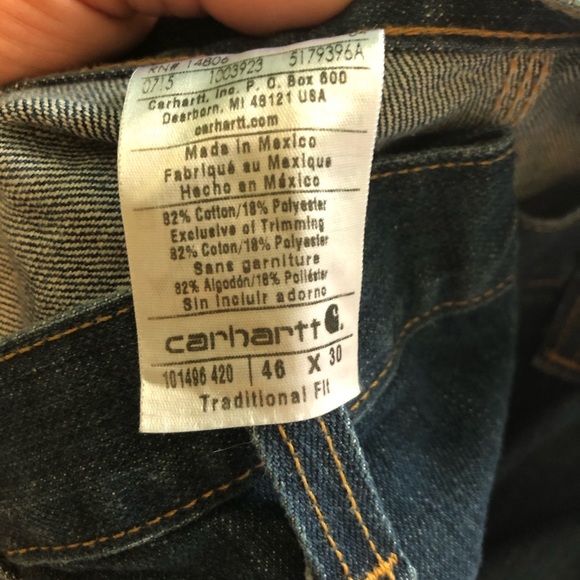 RN# 14806
0715 1003923 5179396A
Carhartt, Inc. P. O. Box 600
Dearborn, MI 48121 USA
carhartt.com
Made in Mexico
Fabriqué au Mexique
Hecho en México
82% Cotton/18% Polyester
Exclusive of Trimming
82% Coton/18% Polyester
Sans garniture
82% Algodón/18% Poliéster
Sin incluir adorno
carhartt
101496 420 46 X 30
Traditional Fit